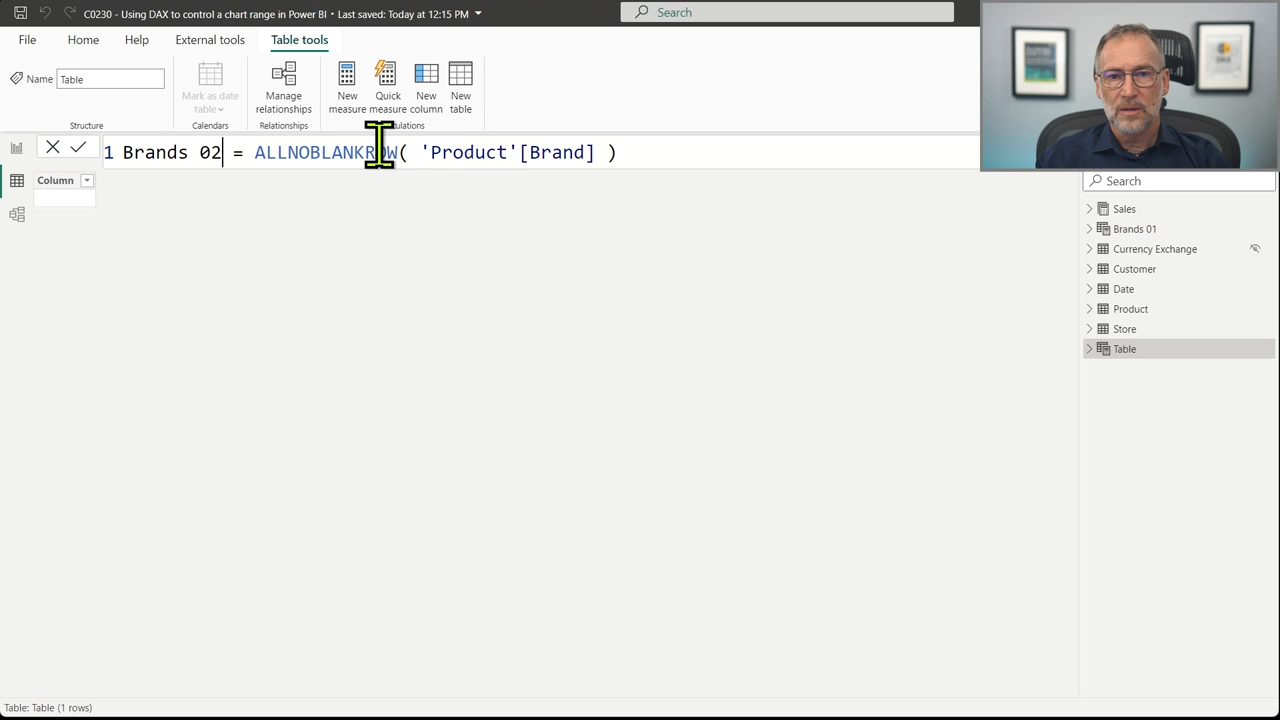 C0230 - Using DAX to control a chart range in Power BI • Last saved: Today at 12:15 PM
Search
File
Home
Help
External tools
Table tools
Name
Table
Mark as date
table
Manage
relationships
New
measure
Quick
measure
New
column
New
table
Structure
Calendars
Relationships
1 Brands 02 = ALLNOBLANKROW( 'Product'[Brand] )
Column
Search
Sales
Brands 01
Currency Exchange
Customer
Date
Product
Store
Table
Table: Table (1 rows)